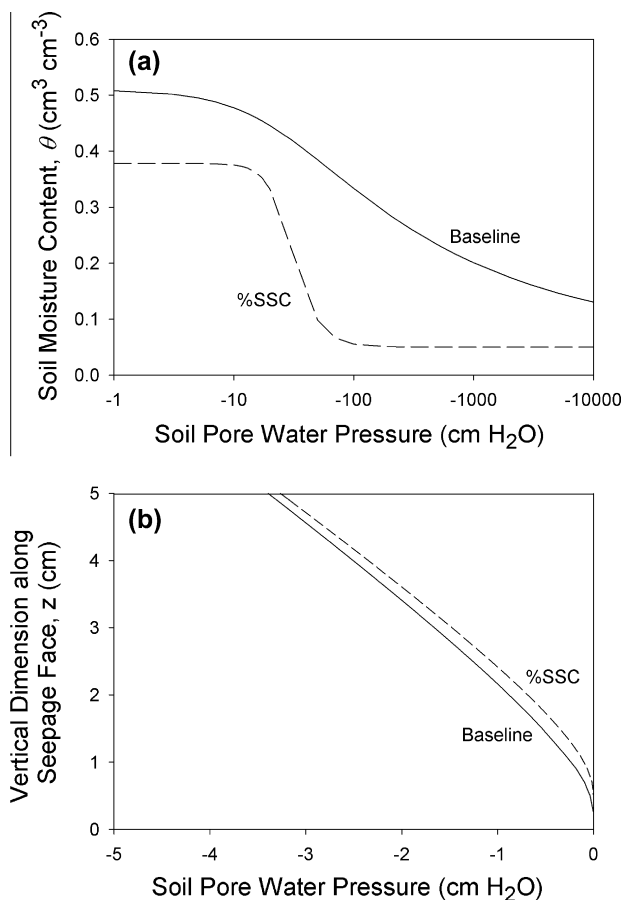 (a)
Soil Moisture Content, θ (cm³ cm⁻³)
0.6
0.5
0.4
0.3
0.2
0.1
0.0
Baseline
%SSC
-1
-10
-100
-1000
-10000
Soil Pore Water Pressure (cm H₂O)
(b)
Vertical Dimension along
Seepage Face, z (cm)
5
4
3
2
1
0
%SSC
Baseline
-5
-4
-3
-2
-1
0
Soil Pore Water Pressure (cm H₂O)